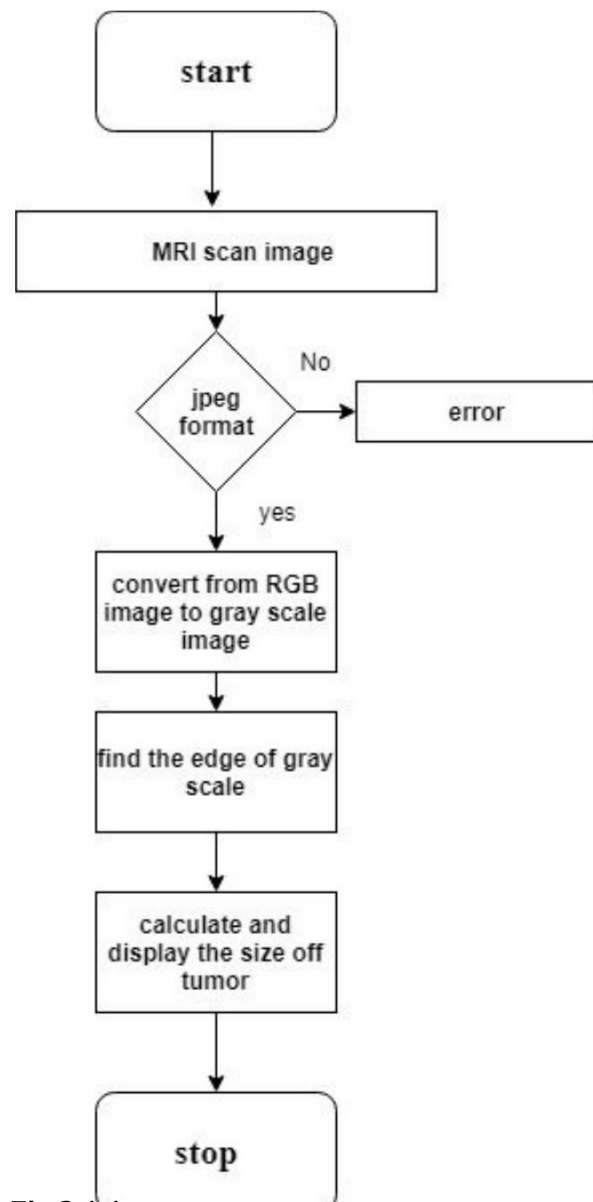 start
MRI scan image
No
jpeg
format
error
yes
convert from RGB
image to gray scale
image
find the edge of gray
scale
calculate and
display the size off
tumor
stop